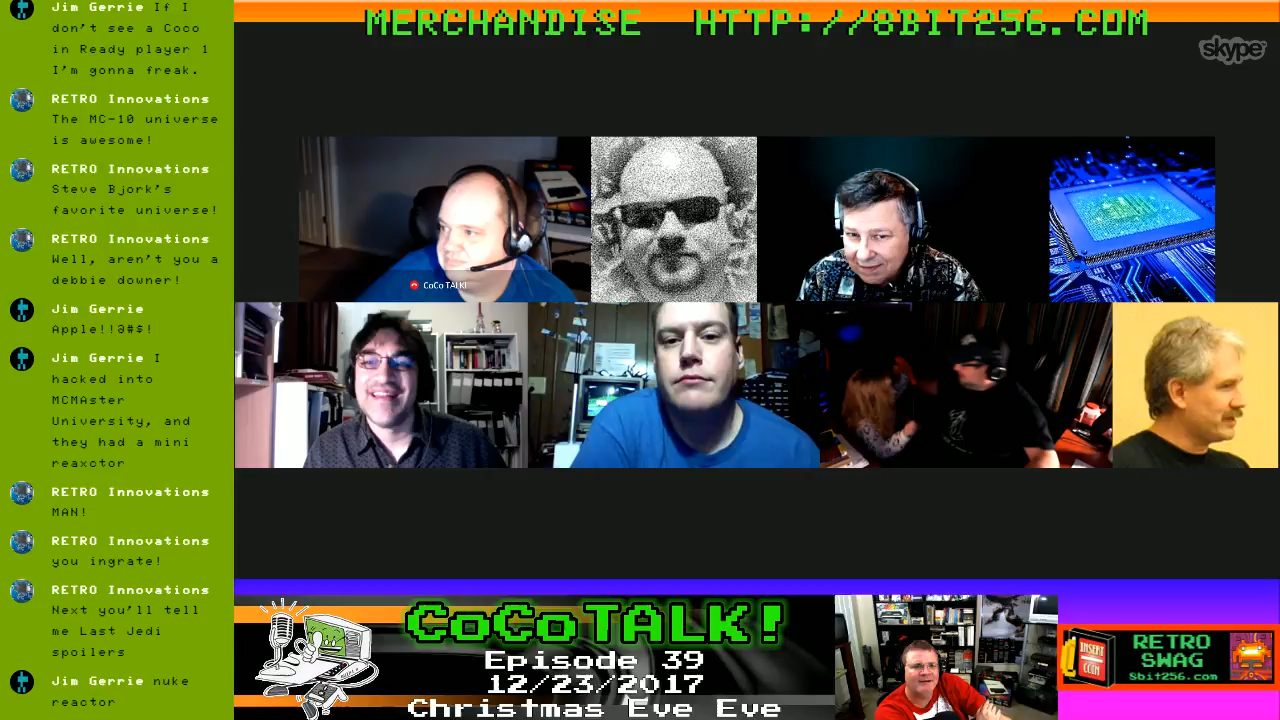 Jim Gerrie If I
don't see a Coco
in Ready player 1
I'm gonna freak.
RETRO Innovations
The MC-10 universe
is awesome!
RETRO Innovations
Steve Bjork's
favorite universe!
RETRO Innovations
Well, aren't you a
debbie downer!
Jim Gerrie
Apple!!@#$!
Jim Gerrie I
hacked into
MCMAster
University, and
they had a mini
reaxctor
RETRO Innovations
MAN!
RETRO Innovations
you ingrate!
RETRO Innovations
Next you'll tell
me Last Jedi
spoilers
Jim Gerrie nuke
reactor
MERCHANDISE HTTP://8BIT256.COM
skype
CoCo TALK!
CoCoTALK!
Episode 39
12/23/2017
Christmas Eve Eve
INSERT
COIN
RETRO
SWAG
8bit256.com